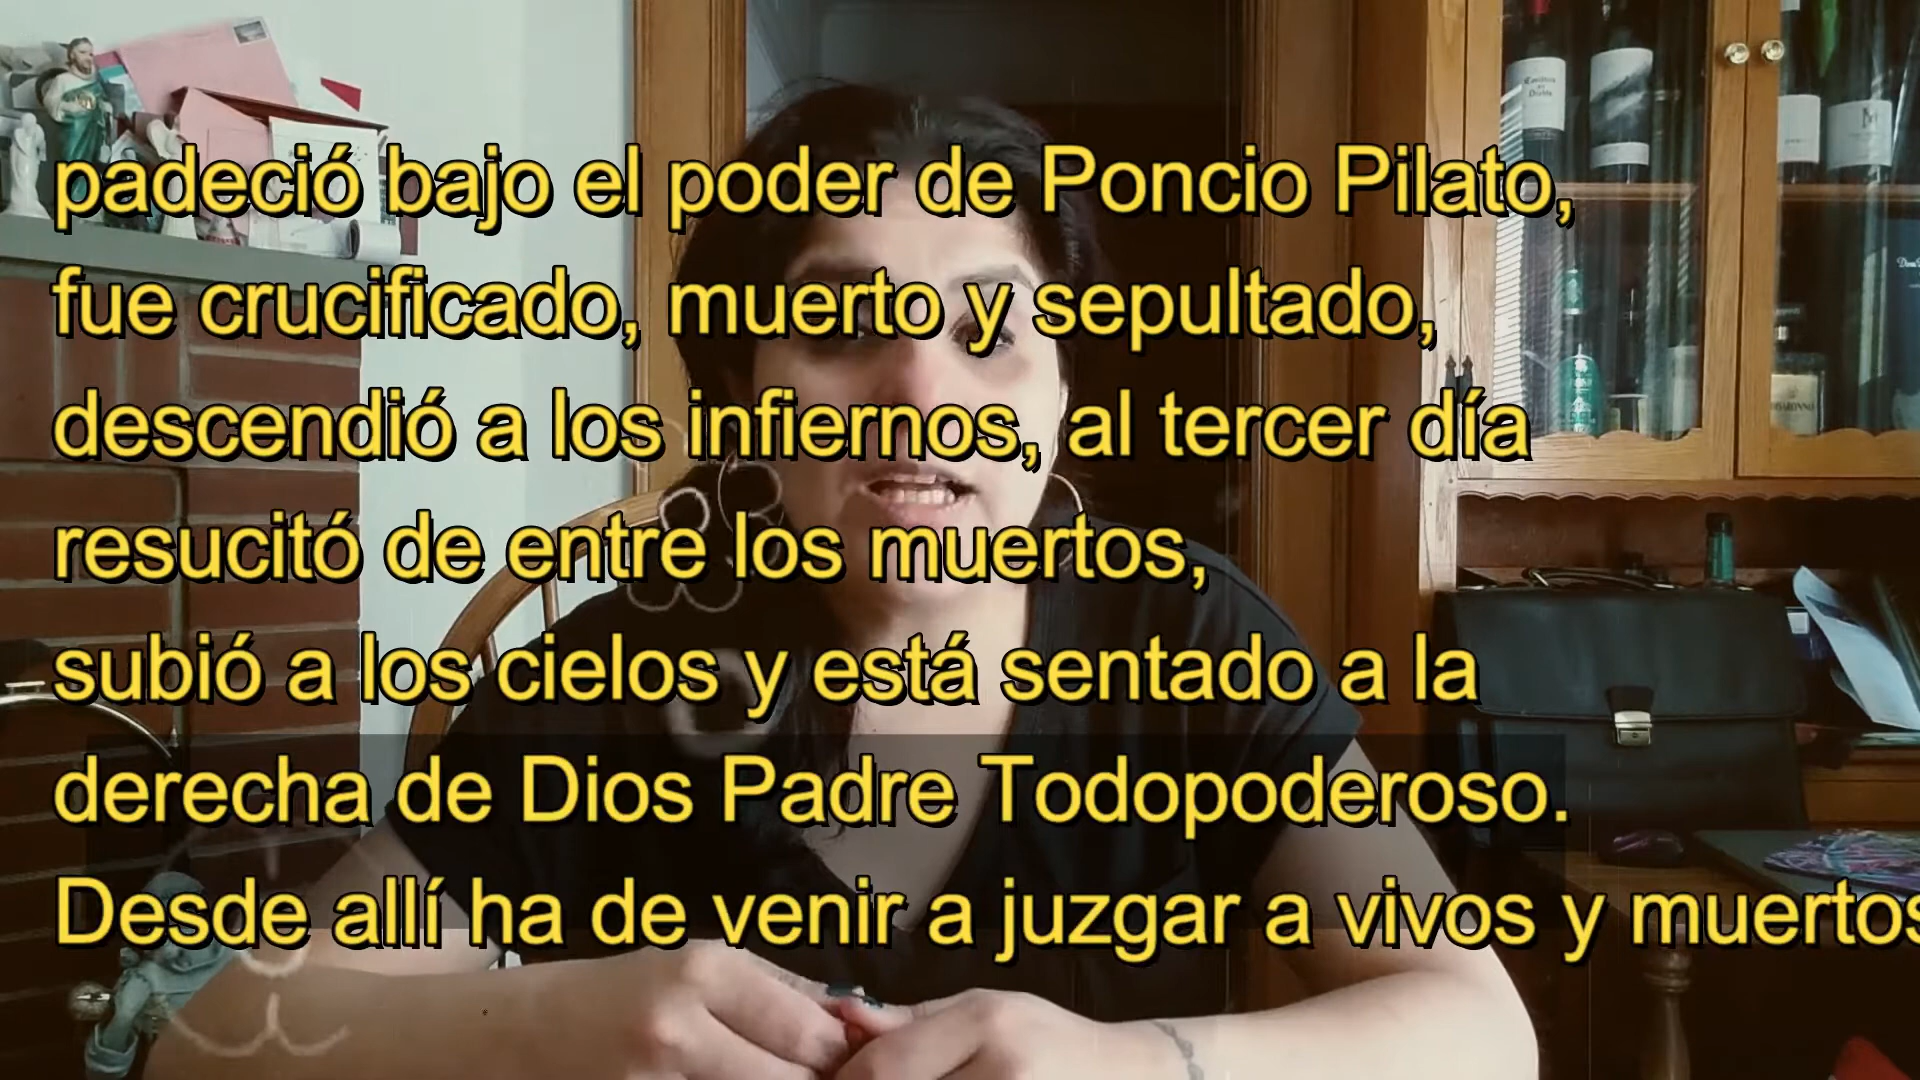 padeció bajo el poder de Poncio Pilato,
fue crucificado, muerto y sepultado,
descendió a los infiernos, al tercer día
resucitó de entre los muertos,
subió a los cielos y está sentado a la
derecha de Dios Padre Todopoderoso.
Desde allí ha de venir a juzgar a vivos y muertos